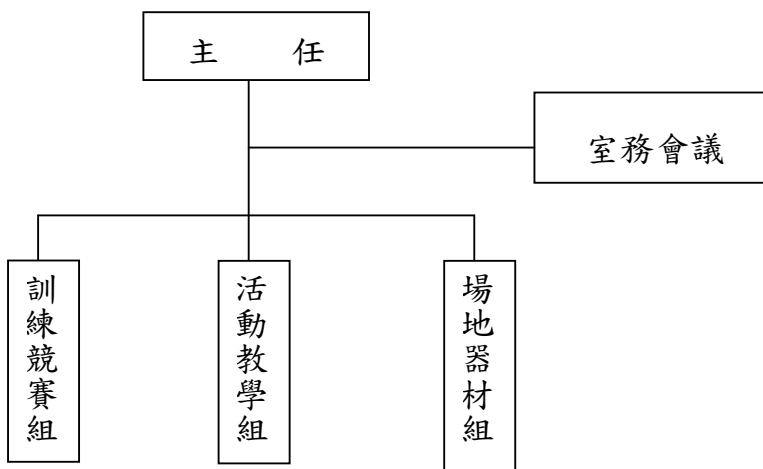 主　　任
室務會議
訓練競賽組
活動教學組
場地器材組